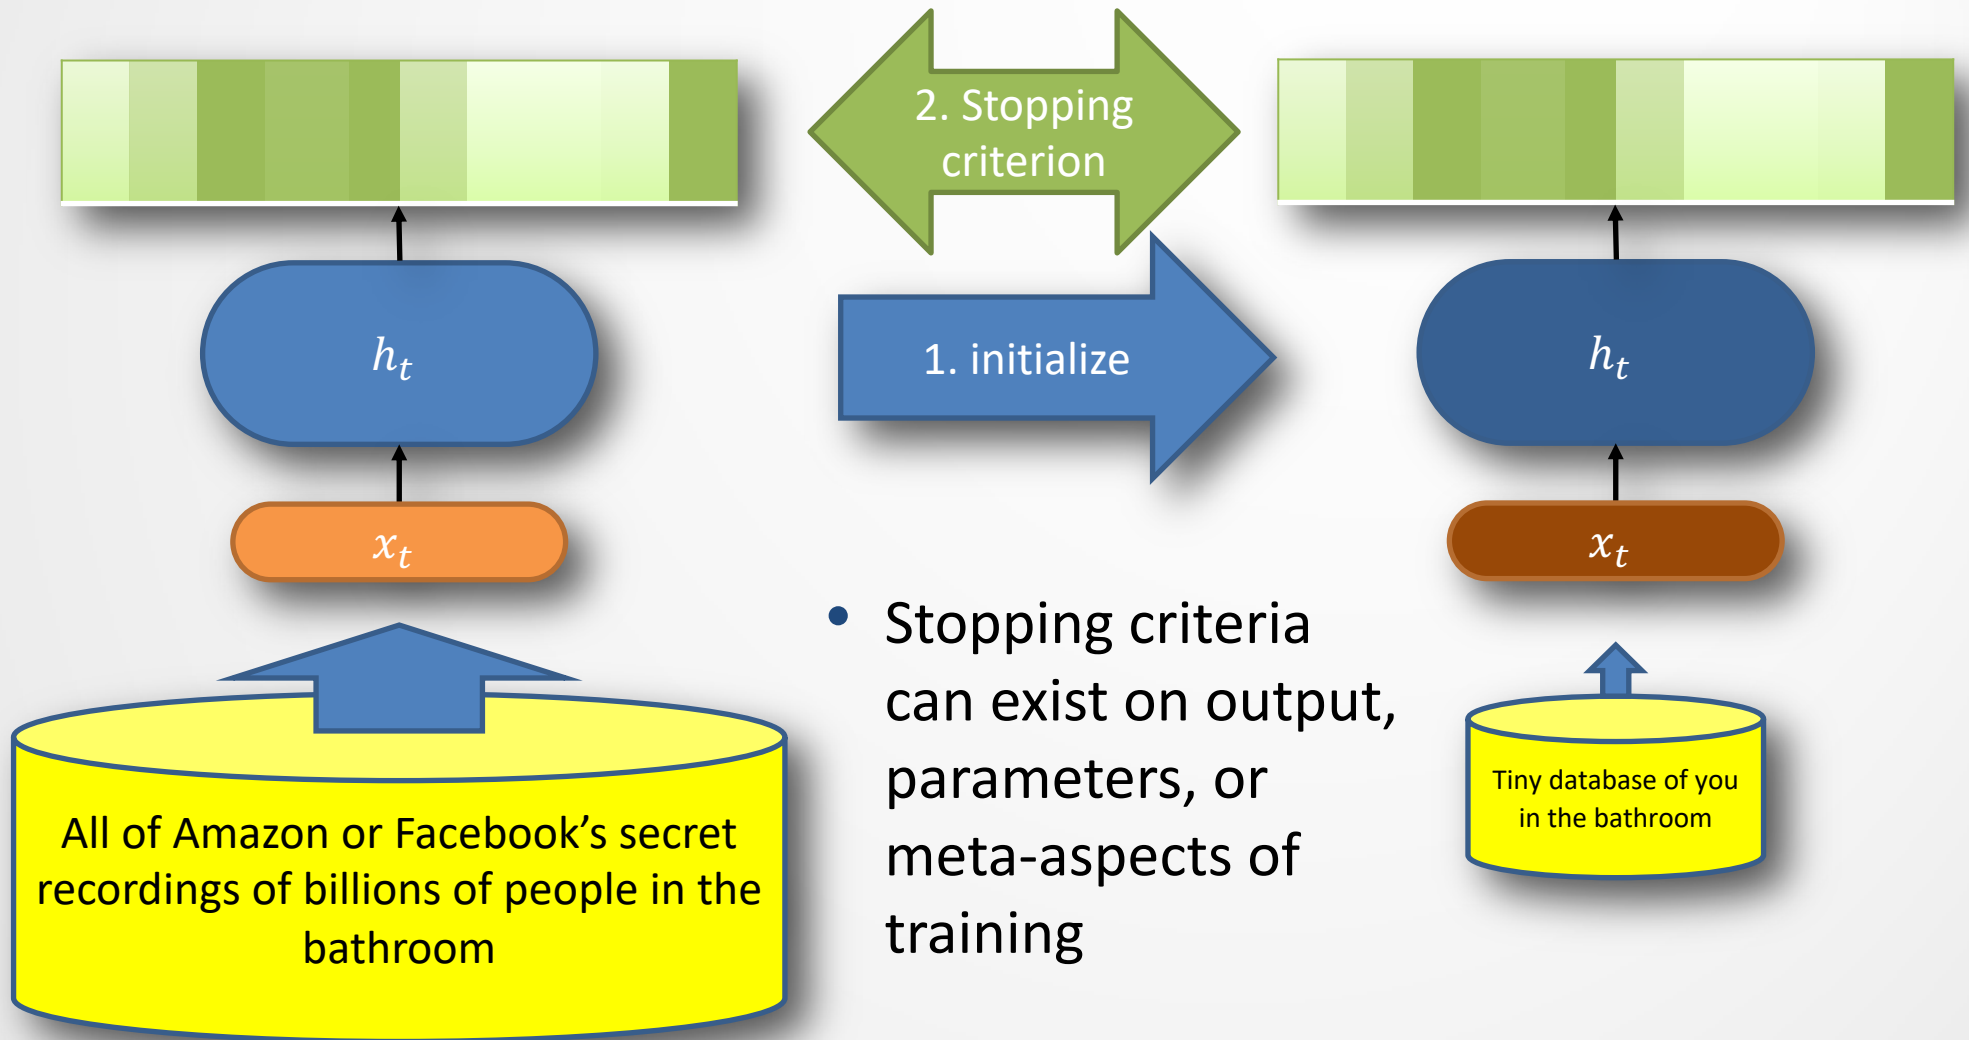 2. Stopping
criterion
h_t
1. initialize
h_t
x_t
x_t
• Stopping criteria
can exist on output,
parameters, or
meta-aspects of
training
All of Amazon or Facebook’s secret
recordings of billions of people in the
bathroom
Tiny database of you
in the bathroom